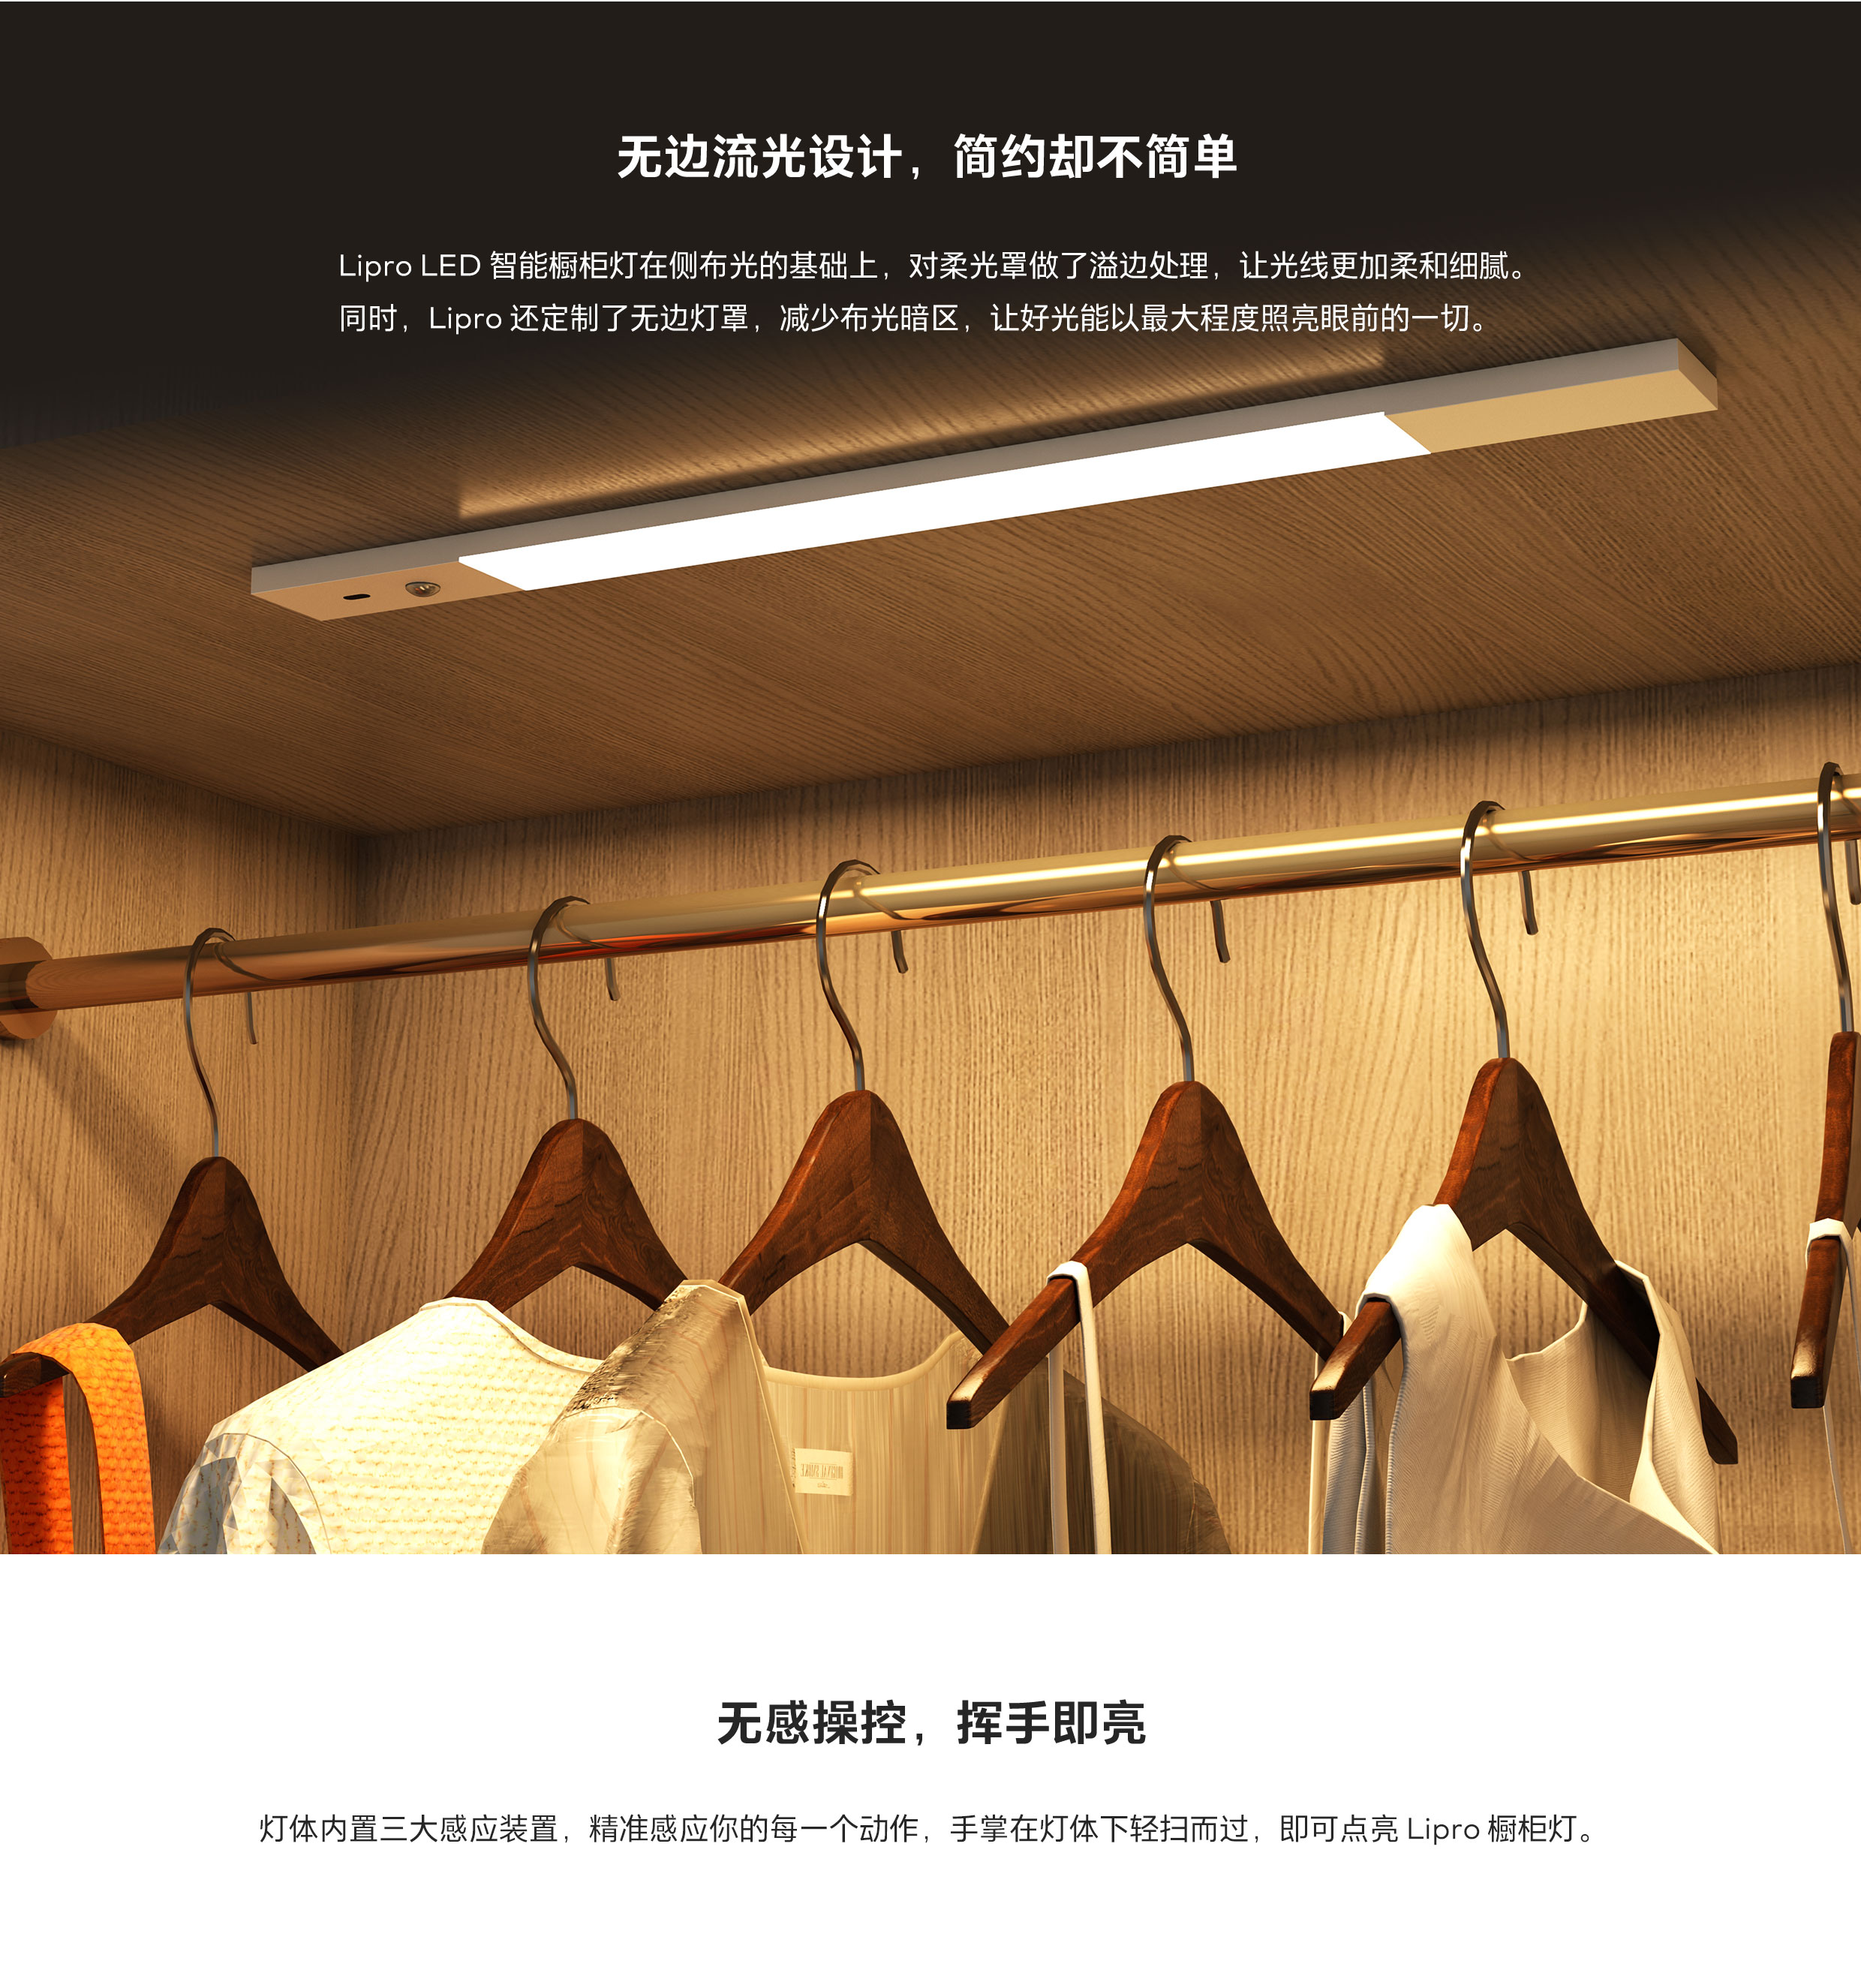 无边流光设计，简约却不简单
Lipro LED 智能橱柜灯在侧布光的基础上，对柔光罩做了溢边处理，让光线更加柔和细腻。
同时，Lipro 还定制了无边灯罩，减少布光暗区，让好光能以最大程度照亮眼前的一切。
无感操控，挥手即亮
灯体内置三大感应装置，精准感应你的每一个动作，手掌在灯体下轻扫而过，即可点亮 Lipro 橱柜灯。